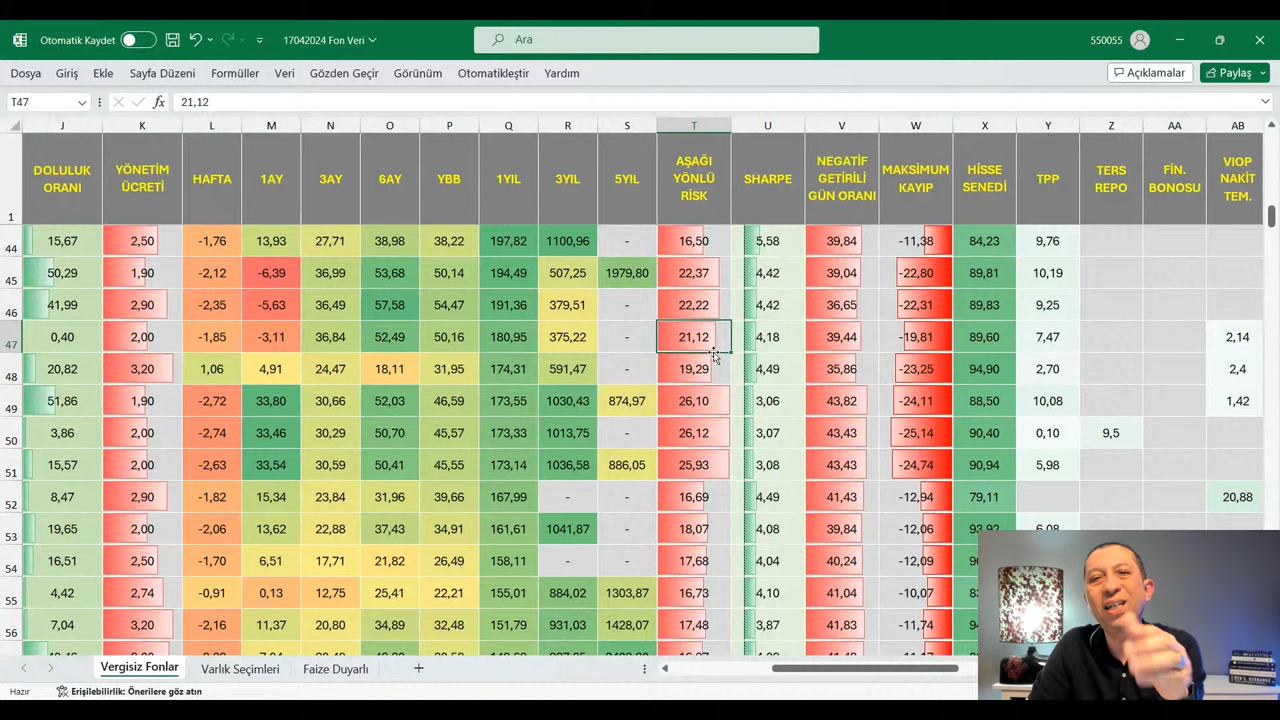 Otomatik Kaydet
17042024 Fon Veri
Ara
550055
Dosya Giriş Ekle Sayfa Düzeni Formüller Veri Gözden Geçir Görünüm Otomatikleştir Yardım Açıklamalar Paylaş
T47 fx 21,12
J K L M N O P Q R S T U V W X Y Z AA AB
1 DOLULUK ORANI YÖNETİM ÜCRETİ HAFTA 1AY 3AY 6AY YBB 1YIL 3YIL 5YIL AŞAĞI YÖNLÜ RİSK SHARPE NEGATİF GETİRİLİ GÜN ORANI MAKSİMUM KAYIP HİSSE SENEDİ TPP TERS REPO FİN. BONOSU VIOP NAKİT TEM.
44 15,67 2,50 -1,76 13,93 27,71 38,98 38,22 197,82 1100,96 - 16,50 5,58 39,84 -11,38 84,23 9,76
45 50,29 1,90 -2,12 -6,39 36,99 53,68 50,14 194,49 507,25 1979,80 22,37 4,42 39,04 -22,80 89,81 10,19
46 41,99 2,90 -2,35 -5,63 36,49 57,58 54,47 191,36 379,51 - 22,22 4,42 36,65 -22,31 89,83 9,25
47 0,40 2,00 -1,85 -3,11 36,84 52,49 50,16 180,95 375,22 - 21,12 4,18 39,44 -19,81 89,60 7,47 2,14
48 20,82 3,20 1,06 4,91 24,47 18,11 31,95 174,31 591,47 - 19,29 4,49 35,86 -23,25 94,90 2,70 2,4
49 51,86 1,90 -2,72 33,80 30,66 52,03 46,59 173,55 1030,43 874,97 26,10 3,06 43,82 -24,11 88,50 10,08 1,42
50 3,86 2,00 -2,74 33,46 30,29 50,70 45,57 173,33 1013,75 - 26,12 3,07 43,43 -25,14 90,40 0,10 9,5
51 15,57 2,00 -2,63 33,54 30,59 50,41 45,55 173,14 1036,58 886,05 25,93 3,08 43,43 -24,74 90,94 5,98
52 8,47 2,90 -1,82 15,34 23,84 31,96 39,66 167,99 - - 16,69 4,49 41,43 -12,94 79,11 20,88
53 19,65 2,00 -2,06 13,62 22,88 37,43 34,91 161,61 1041,87 - 18,07 4,08 39,84 -12,06 93,92 6,08
54 16,51 2,50 -1,70 6,51 17,71 21,82 26,49 158,11 - - 17,68 4,04 40,24 -12,09
55 4,42 2,74 -0,91 0,13 12,75 25,41 22,21 155,01 884,02 1303,87 16,73 4,10 41,04 -10,07
56 7,04 3,20 -2,16 11,37 20,80 34,89 32,48 151,79 931,03 1428,07 17,48 3,87 41,83 -11,74
Vergisiz Fonlar Varlık Seçimleri Faize Duyarlı
Hazır Erişilebilirlik: Önerilere göz atın